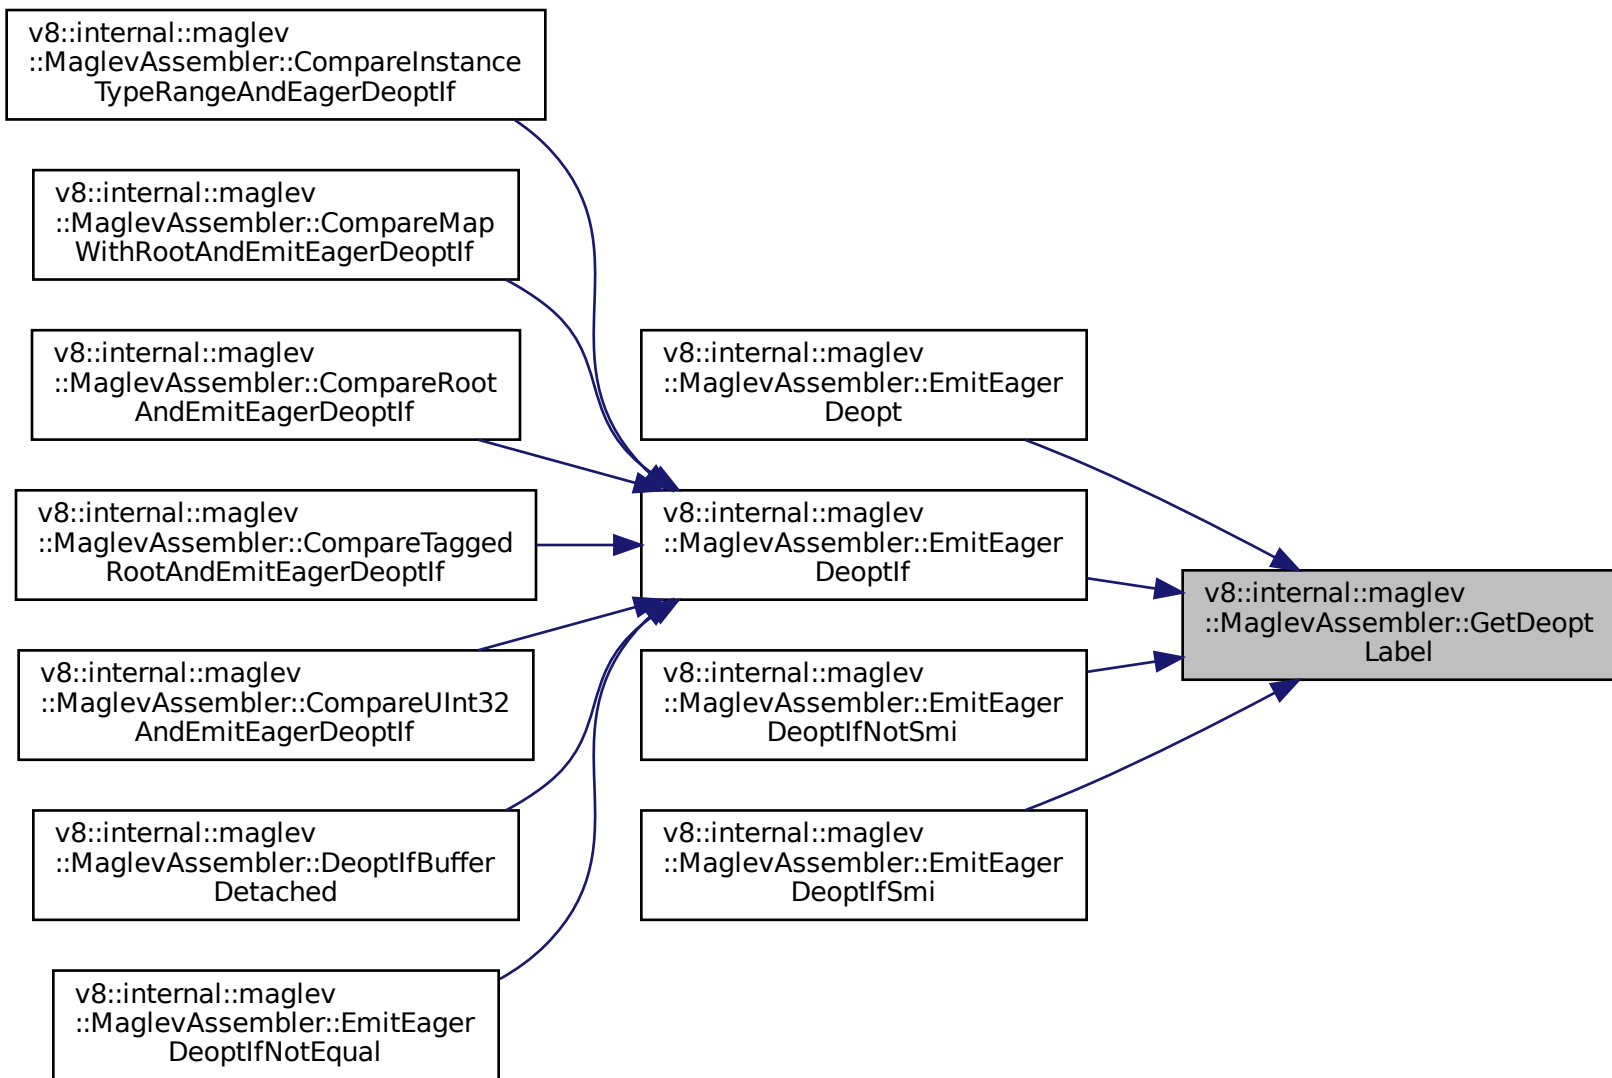 v8::internal::maglev
::MaglevAssembler::CompareInstance
TypeRangeAndEagerDeoptIf
v8::internal::maglev
::MaglevAssembler::CompareMap
WithRootAndEmitEagerDeoptIf
v8::internal::maglev
::MaglevAssembler::CompareRoot
AndEmitEagerDeoptIf
v8::internal::maglev
::MaglevAssembler::CompareTagged
RootAndEmitEagerDeoptIf
v8::internal::maglev
::MaglevAssembler::CompareUInt32
AndEmitEagerDeoptIf
v8::internal::maglev
::MaglevAssembler::DeoptIfBuffer
Detached
v8::internal::maglev
::MaglevAssembler::EmitEager
DeoptIfNotEqual
v8::internal::maglev
::MaglevAssembler::EmitEager
Deopt
v8::internal::maglev
::MaglevAssembler::EmitEager
DeoptIf
v8::internal::maglev
::MaglevAssembler::EmitEager
DeoptIfNotSmi
v8::internal::maglev
::MaglevAssembler::EmitEager
DeoptIfSmi
v8::internal::maglev
::MaglevAssembler::GetDeopt
Label